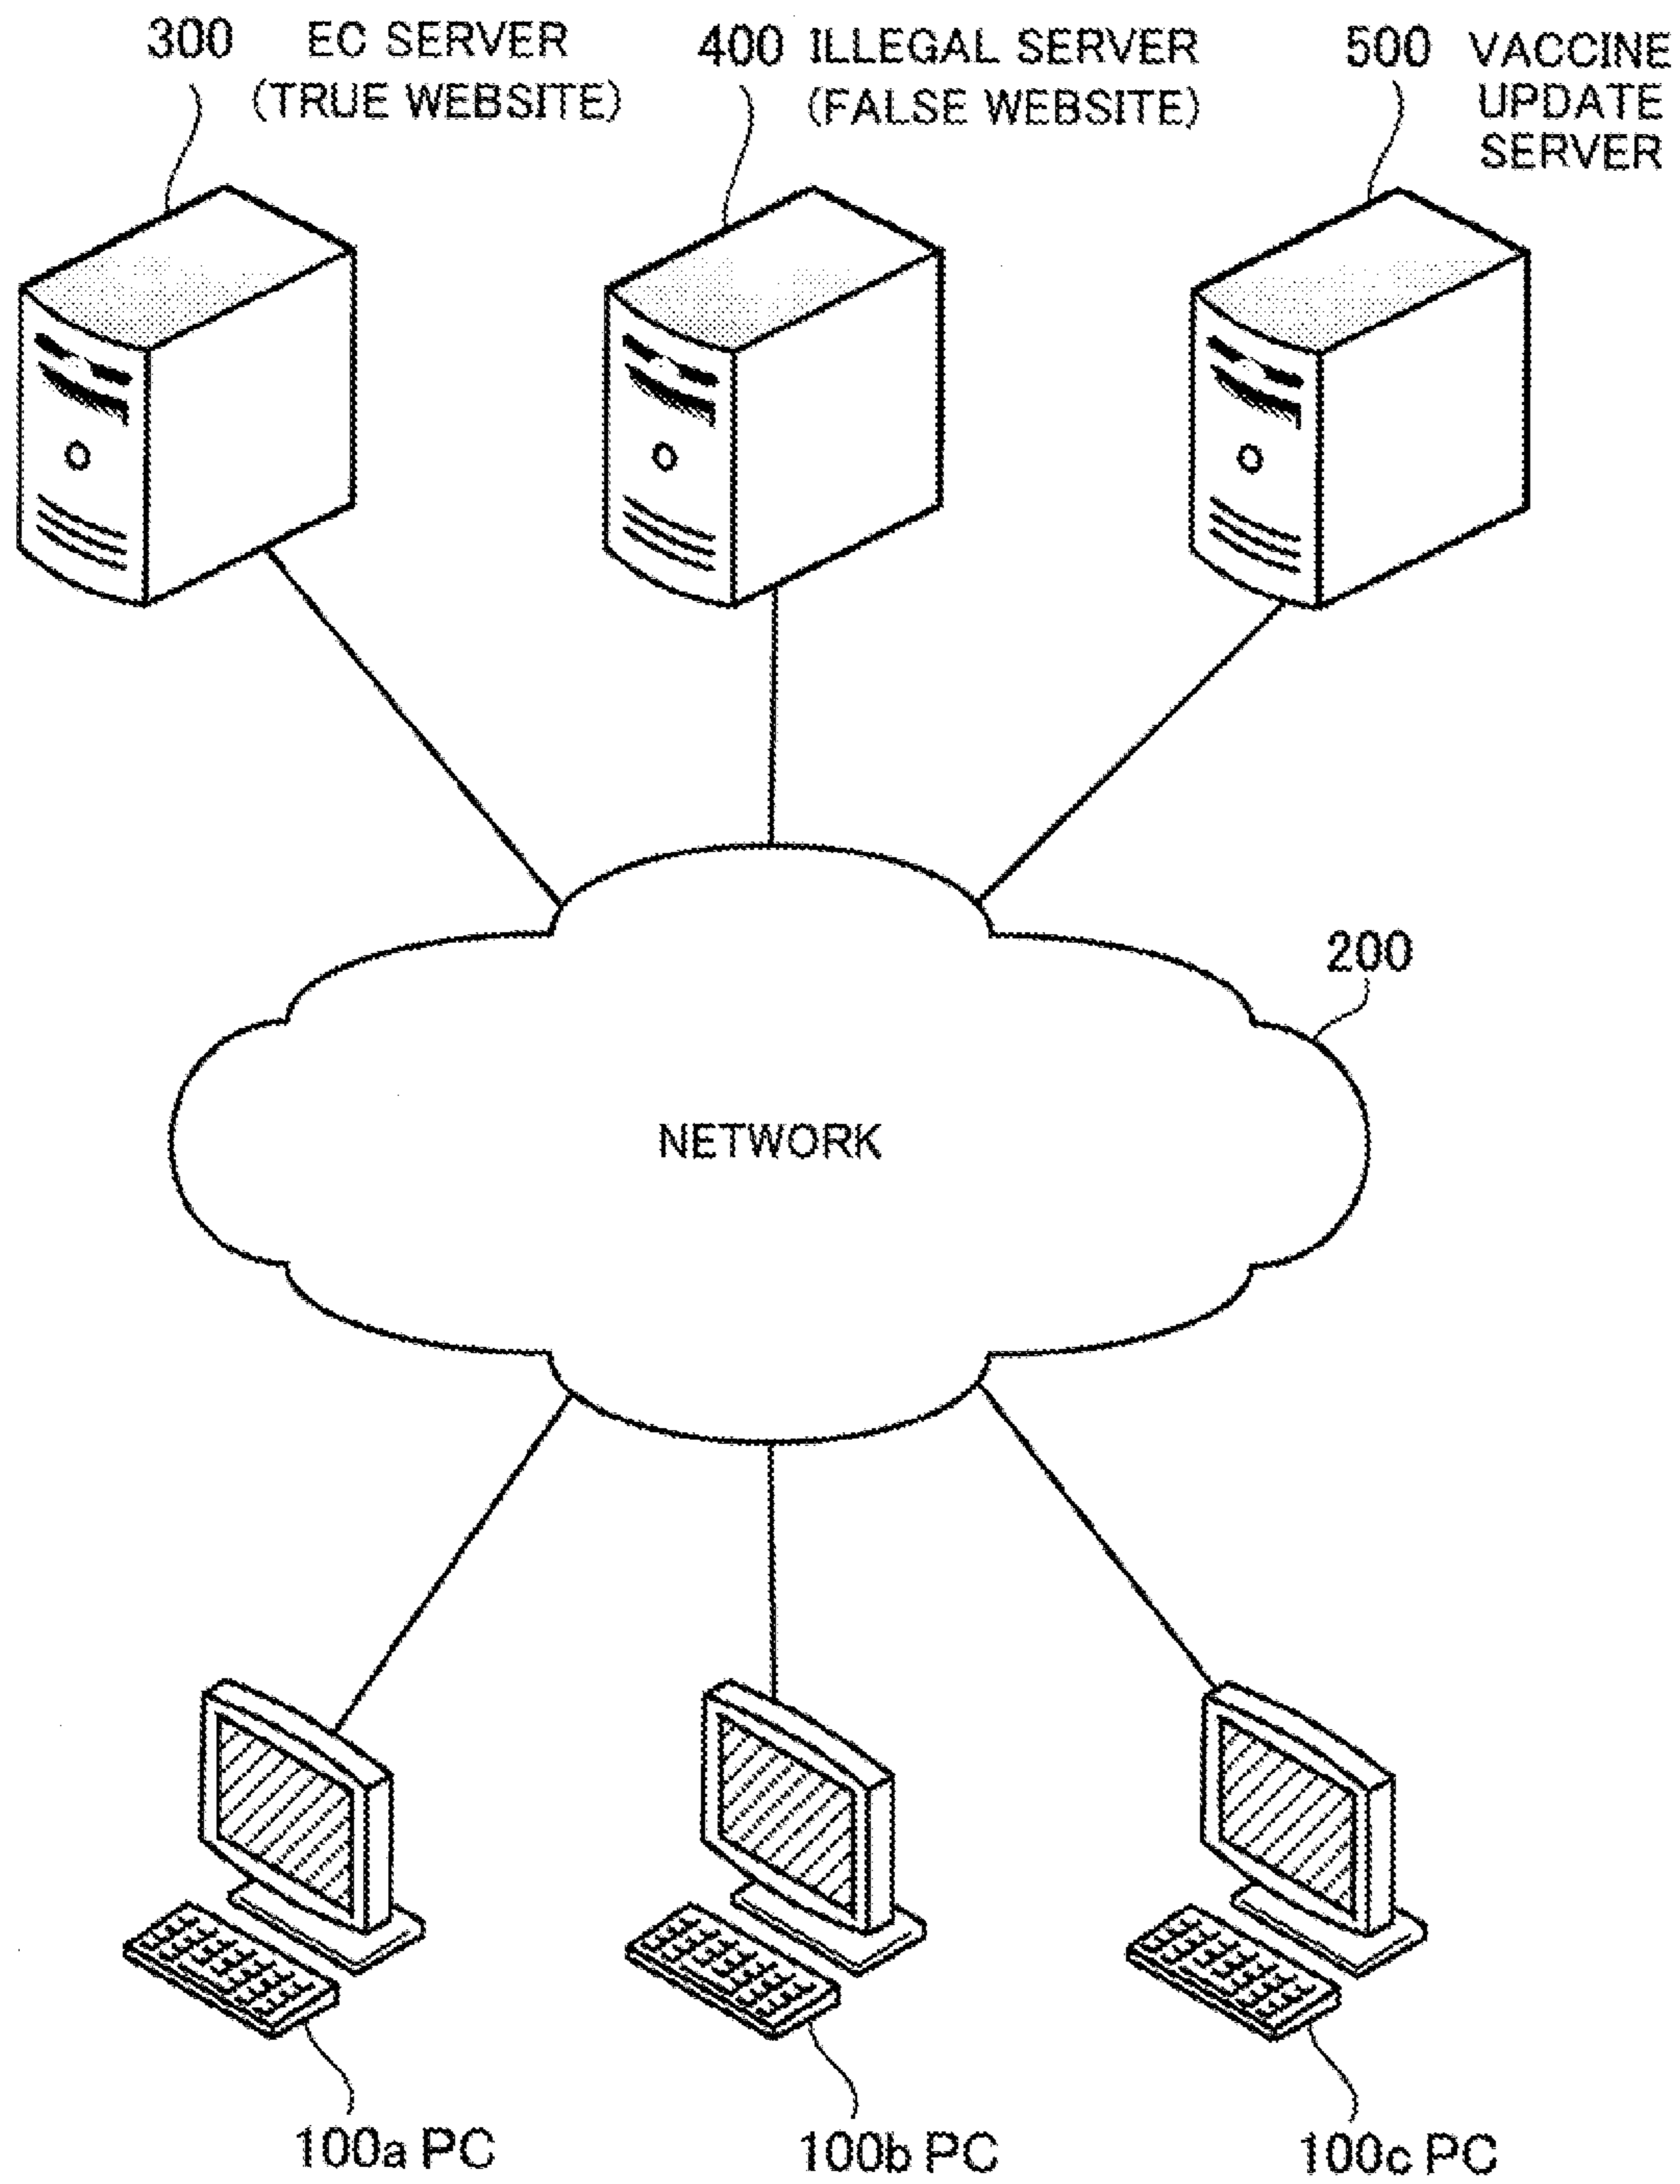 300 EC SERVER
(TRUE WEBSITE)
400 ILLEGAL SERVER
(FALSE WEBSITE)
500 VACCINE
UPDATE
SERVER
200
NETWORK
100a PC
100b PC
100c PC